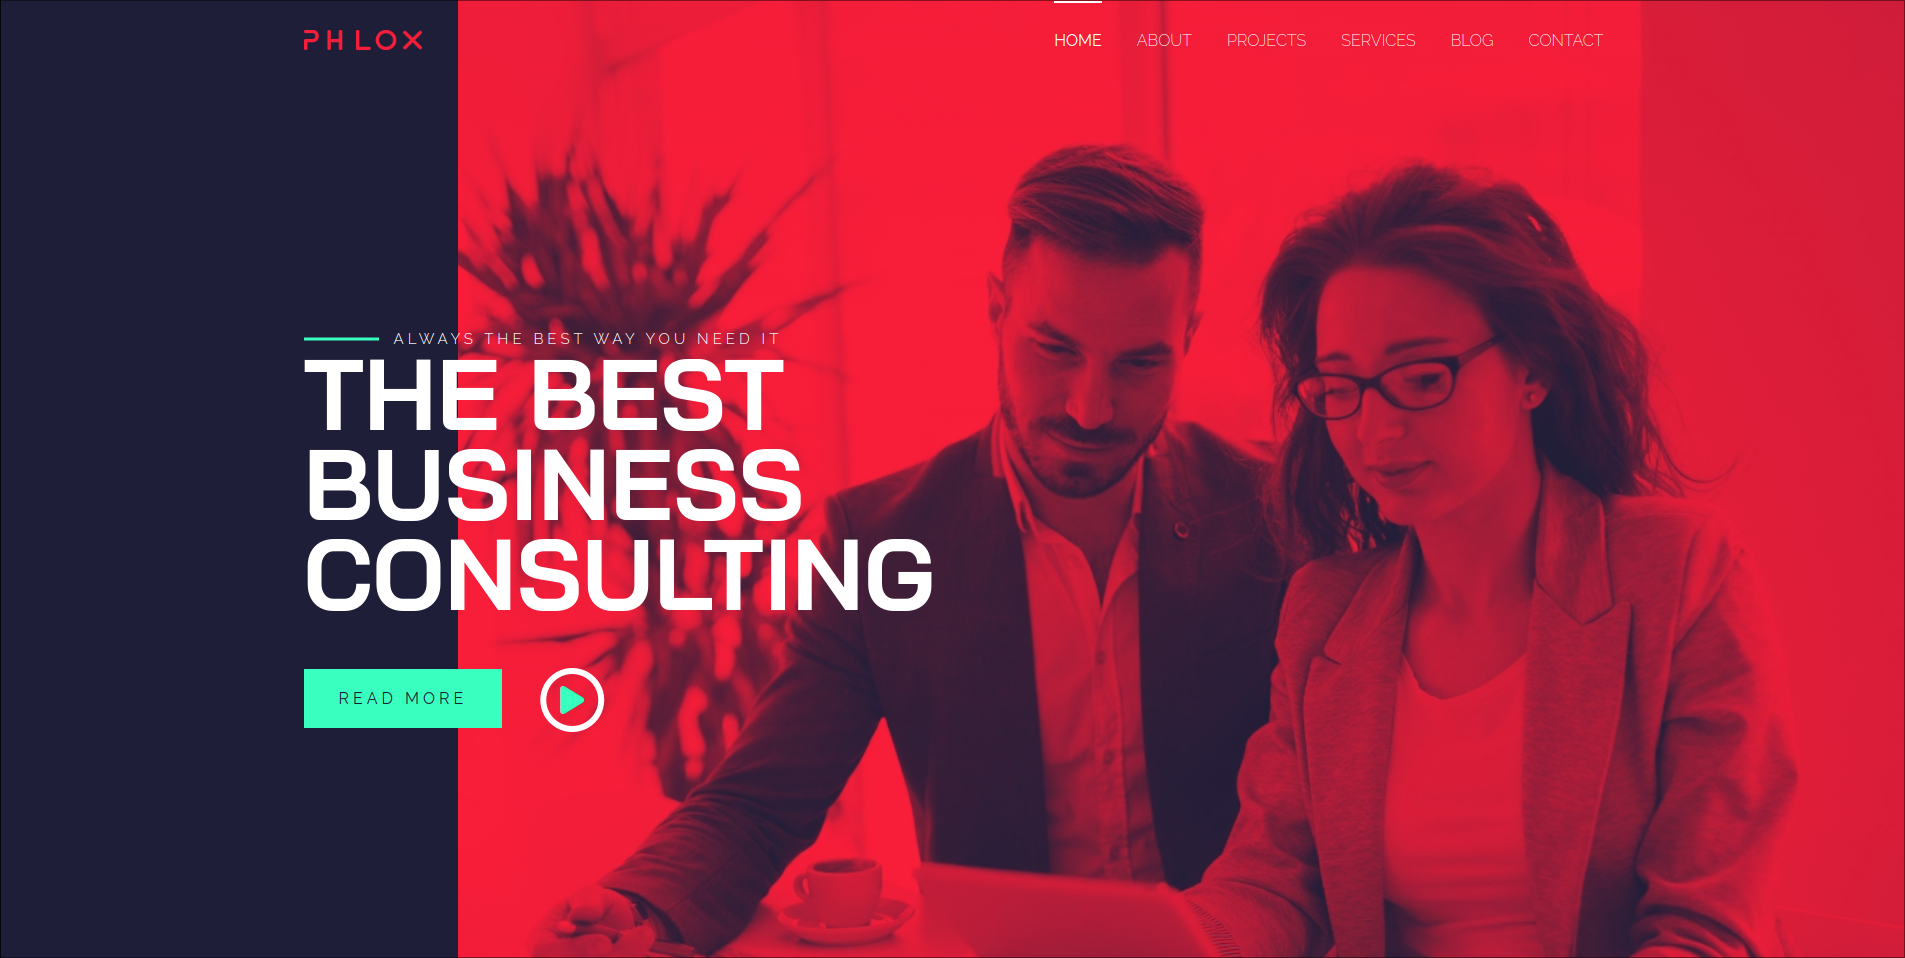 PHLOX
HOME ABOUT PROJECTS SERVICES BLOG CONTACT
ALWAYS THE BEST WAY YOU NEED IT
THE BEST
BUSINESS
CONSULTING
READ MORE